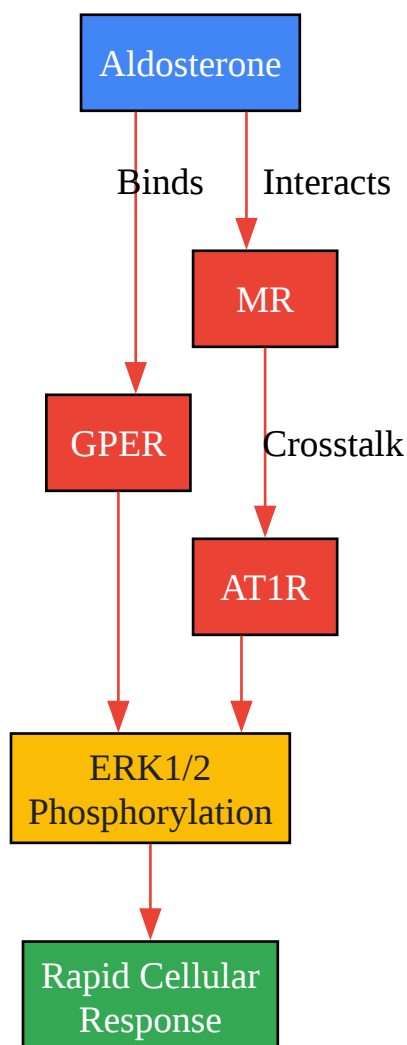 Aldosterone
Binds
Interacts
MR
GPER
Crosstalk
AT1R
ERK1/2
Phosphorylation
Rapid Cellular
Response